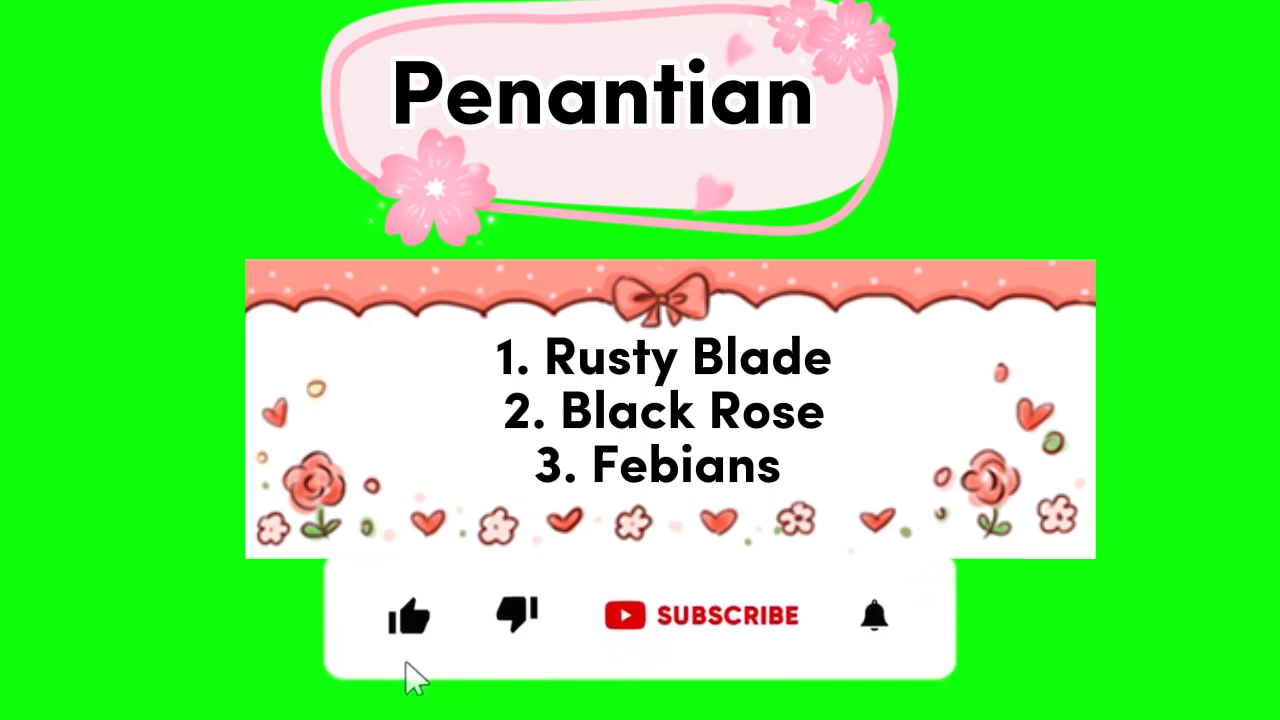 Penantian
1. Rusty Blade
2. Black Rose
3. Febians
SUBSCRIBE